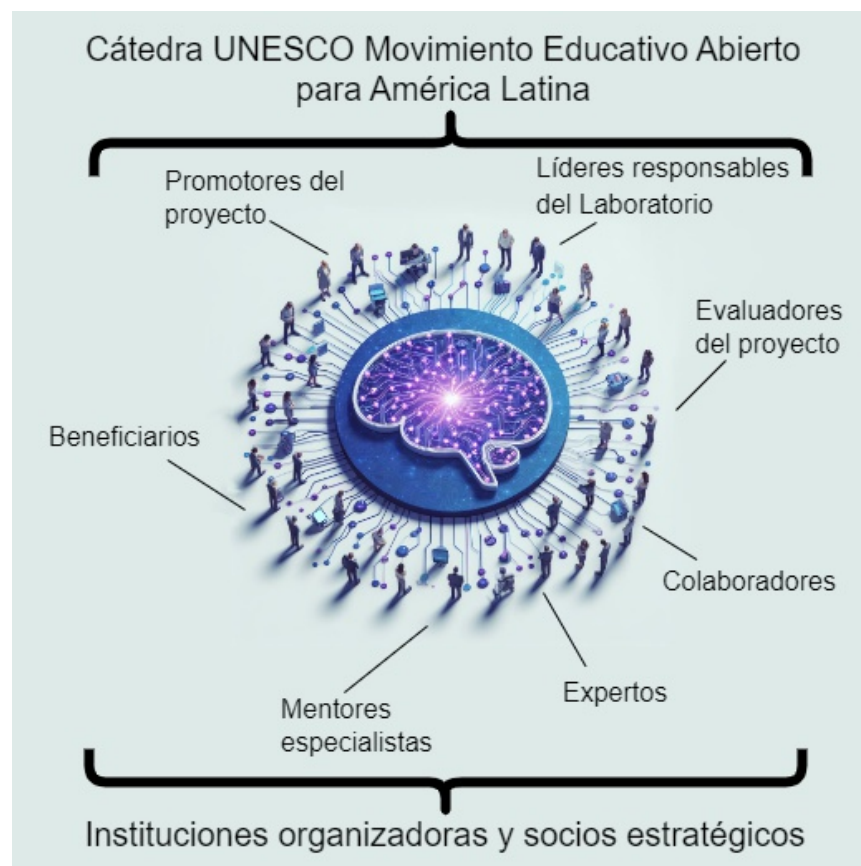 Cátedra UNESCO Movimiento Educativo Abierto
para América Latina
Promotores del
proyecto
Líderes responsables
del Laboratorio
Evaluadores
del proyecto
Beneficiarios
Colaboradores
Expertos
Mentores
especialistas
Instituciones organizadoras y socios estratégicos